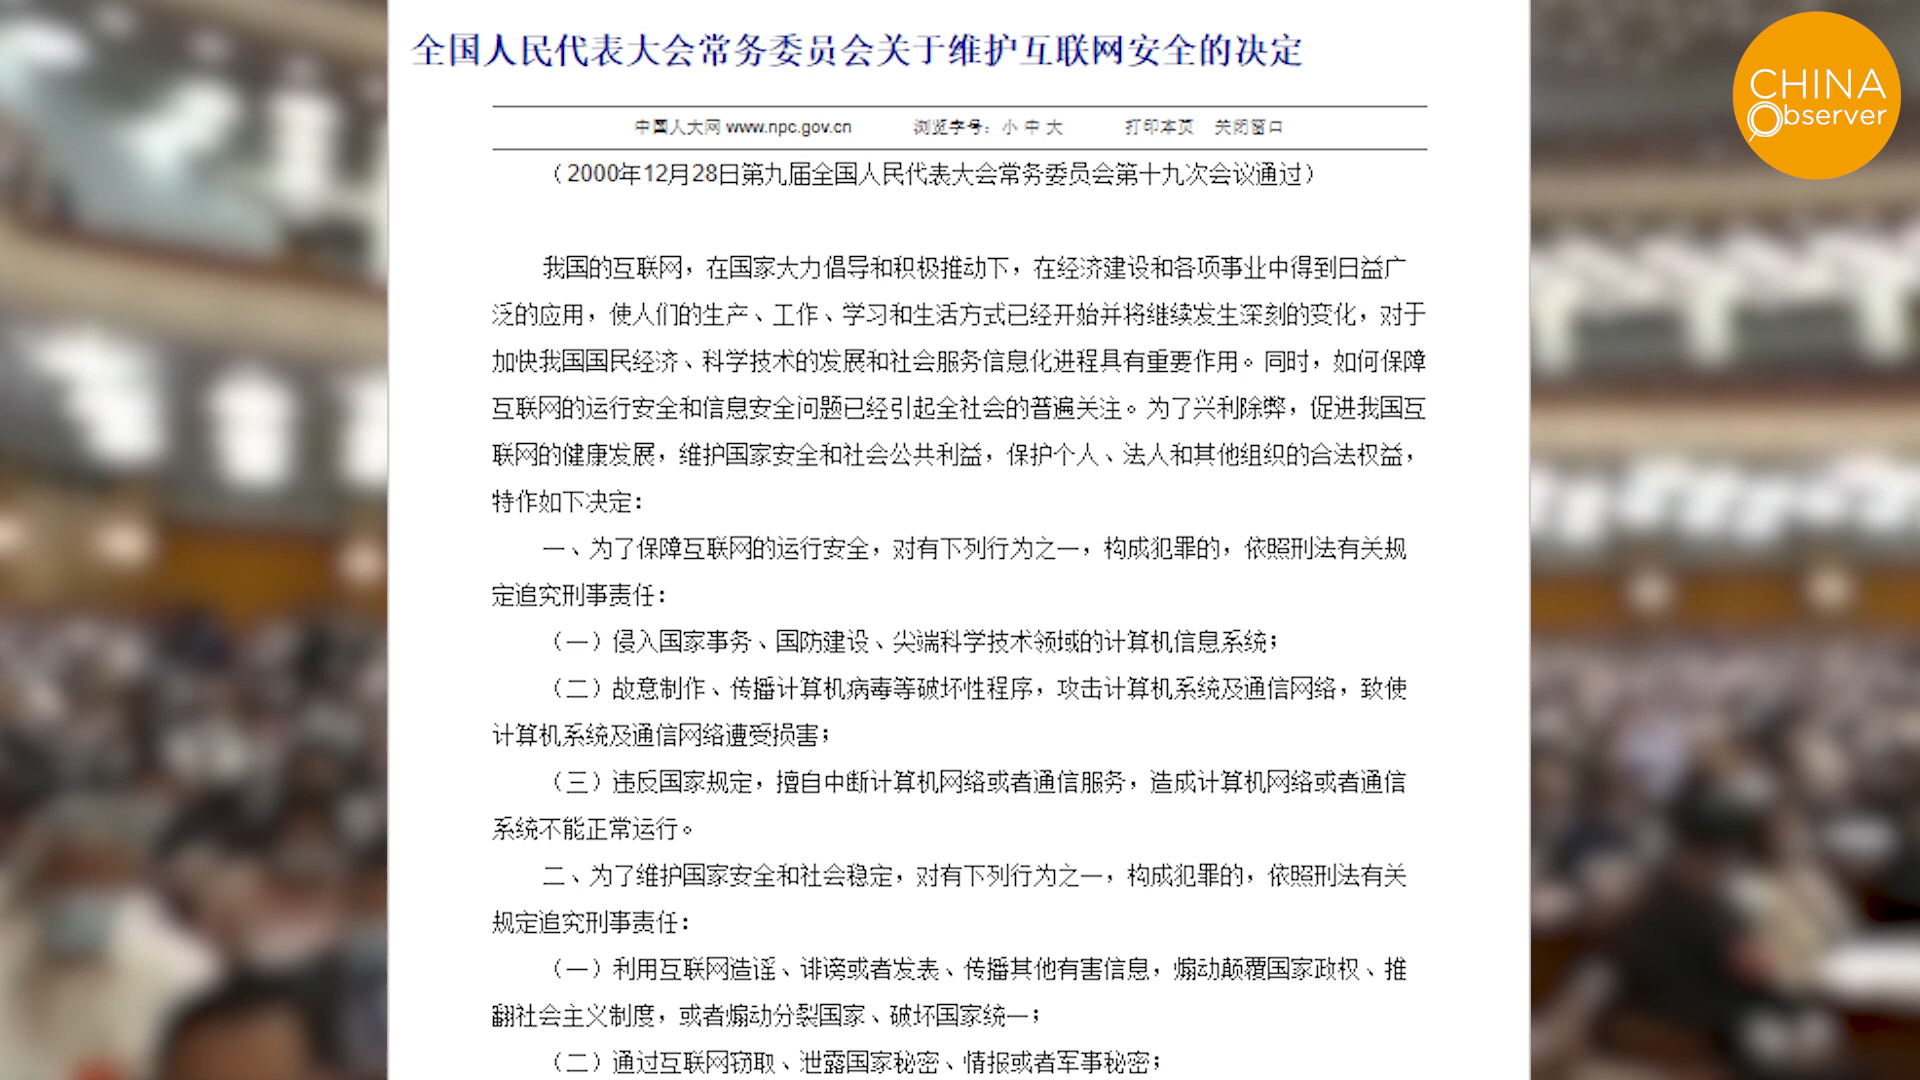 全国人民代表大会常务委员会关于维护互联网安全的决定
CHINA
Observer
中国人大网 www.npc.gov.cn 浏览字号：小 中 大 打印本页 关闭窗口
（2000年12月28日第九届全国人民代表大会常务委员会第十九次会议通过）
我国的互联网，在国家大力倡导和积极推动下，在经济建设和各项事业中得到日益广
泛的应用，使人们的生产、工作、学习和生活方式已经开始并将继续发生深刻的变化，对于
加快我国国民经济、科学技术的发展和社会服务信息化进程具有重要作用。同时，如何保障
互联网的运行安全和信息安全问题已经引起全社会的普遍关注。为了兴利除弊，促进我国互
联网的健康发展，维护国家安全和社会公共利益，保护个人、法人和其他组织的合法权益，
特作如下决定：
一、为了保障互联网的运行安全，对有下列行为之一，构成犯罪的，依照刑法有关规
定追究刑事责任：
（一）侵入国家事务、国防建设、尖端科学技术领域的计算机信息系统；
（二）故意制作、传播计算机病毒等破坏性程序，攻击计算机系统及通信网络，致使
计算机系统及通信网络遭受损害；
（三）违反国家规定，擅自中断计算机网络或者通信服务，造成计算机网络或者通信
系统不能正常运行。
二、为了维护国家安全和社会稳定，对有下列行为之一，构成犯罪的，依照刑法有关
规定追究刑事责任：
（一）利用互联网造谣、诽谤或者发表、传播其他有害信息，煽动颠覆国家政权、推
翻社会主义制度，或者煽动分裂国家、破坏国家统一；
（二）通过互联网窃取、泄露国家秘密、情报或者军事秘密；